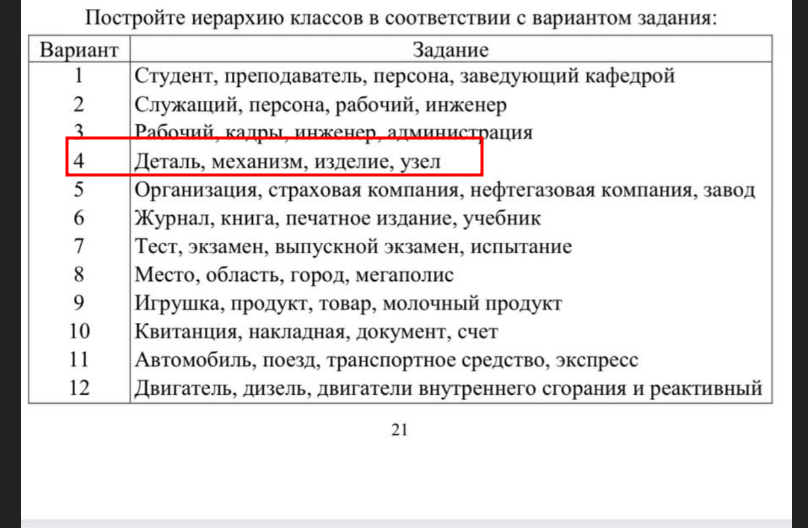 Постройте иерархию классов в соответствии с вариантом задания:
Вариант Задание
1 Студент, преподаватель, персона, заведующий кафедрой
2 Служащий, персона, рабочий, инженер
3 Рабочий, кадры, инженер, администрация
4 Деталь, механизм, изделие, узел
5 Организация, страховая компания, нефтегазовая компания, завод
6 Журнал, книга, печатное издание, учебник
7 Тест, экзамен, выпускной экзамен, испытание
8 Место, область, город, мегаполис
9 Игрушка, продукт, товар, молочный продукт
10 Квитанция, накладная, документ, счет
11 Автомобиль, поезд, транспортное средство, экспресс
12 Двигатель, дизель, двигатели внутреннего сгорания и реактивный
21